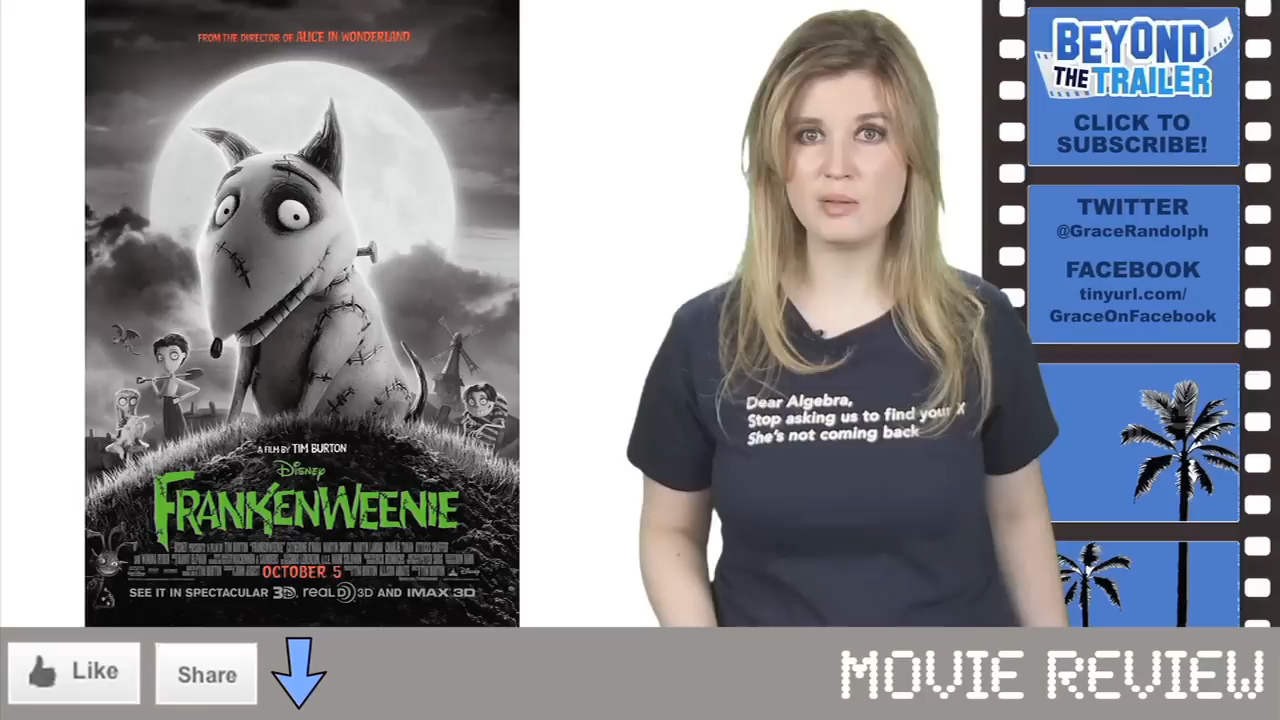 FROM THE DIRECTOR OF ALICE IN WONDERLAND
A FILM BY TIM BURTON
DISNEY
FRANKENWEENIE
OCTOBER 5
SEE IT IN SPECTACULAR 3D, REAL D 3D AND IMAX 3D
Dear Algebra,
Stop asking us to find your X
She's not coming back
BEYOND
THE TRAILER
CLICK TO
SUBSCRIBE!
TWITTER
@GraceRandolph
FACEBOOK
tinyurl.com/
GraceOnFacebook
Like
Share
MOVIE REVIEW